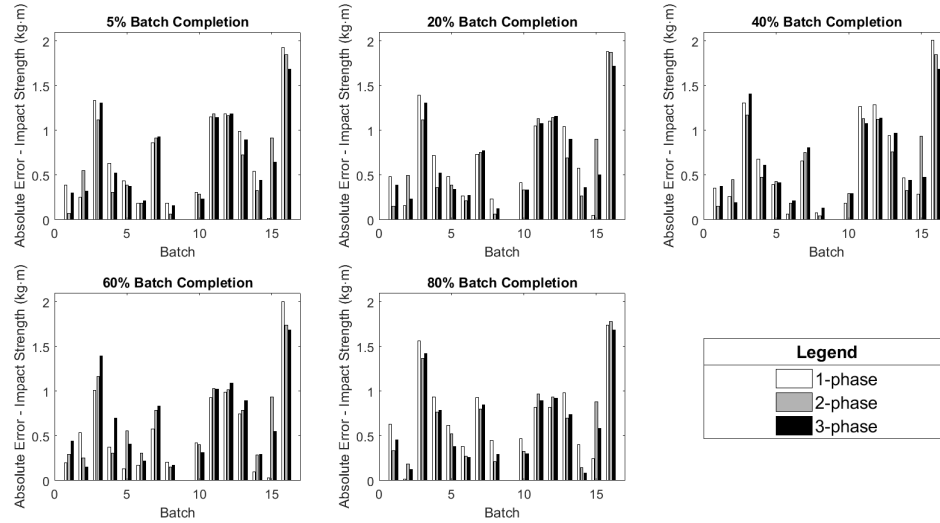 5% Batch Completion
Absolute Error - Impact Strength (kg·m)
2
1.5
1
0.5
0
0 5 10 15
Batch
20% Batch Completion
Absolute Error - Impact Strength (kg·m)
2
1.5
1
0.5
0
0 5 10 15
Batch
40% Batch Completion
Absolute Error - Impact Strength (kg·m)
2
1.5
1
0.5
0
0 5 10 15
Batch
60% Batch Completion
Absolute Error - Impact Strength (kg·m)
2
1.5
1
0.5
0
0 5 10 15
Batch
80% Batch Completion
Absolute Error - Impact Strength (kg·m)
2
1.5
1
0.5
0
0 5 10 15
Batch
Legend
1-phase
2-phase
3-phase